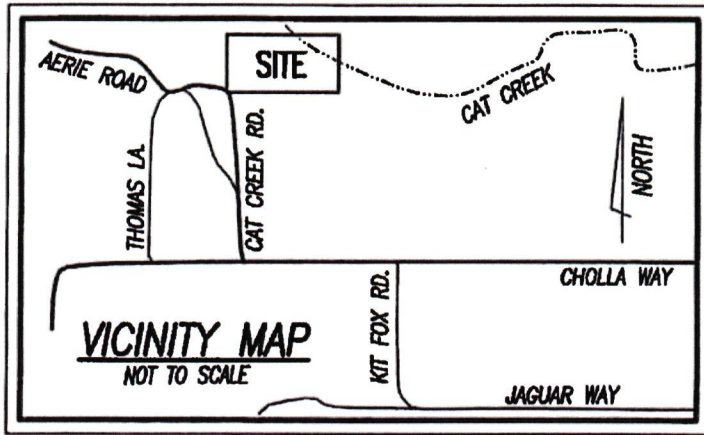 AERIE ROAD
SITE
CAT CREEK
THOMAS LA.
CAT CREEK RD.
NORTH
CHOLLA WAY
VICINITY MAP
NOT TO SCALE
KIT FOX RD.
JAGUAR WAY